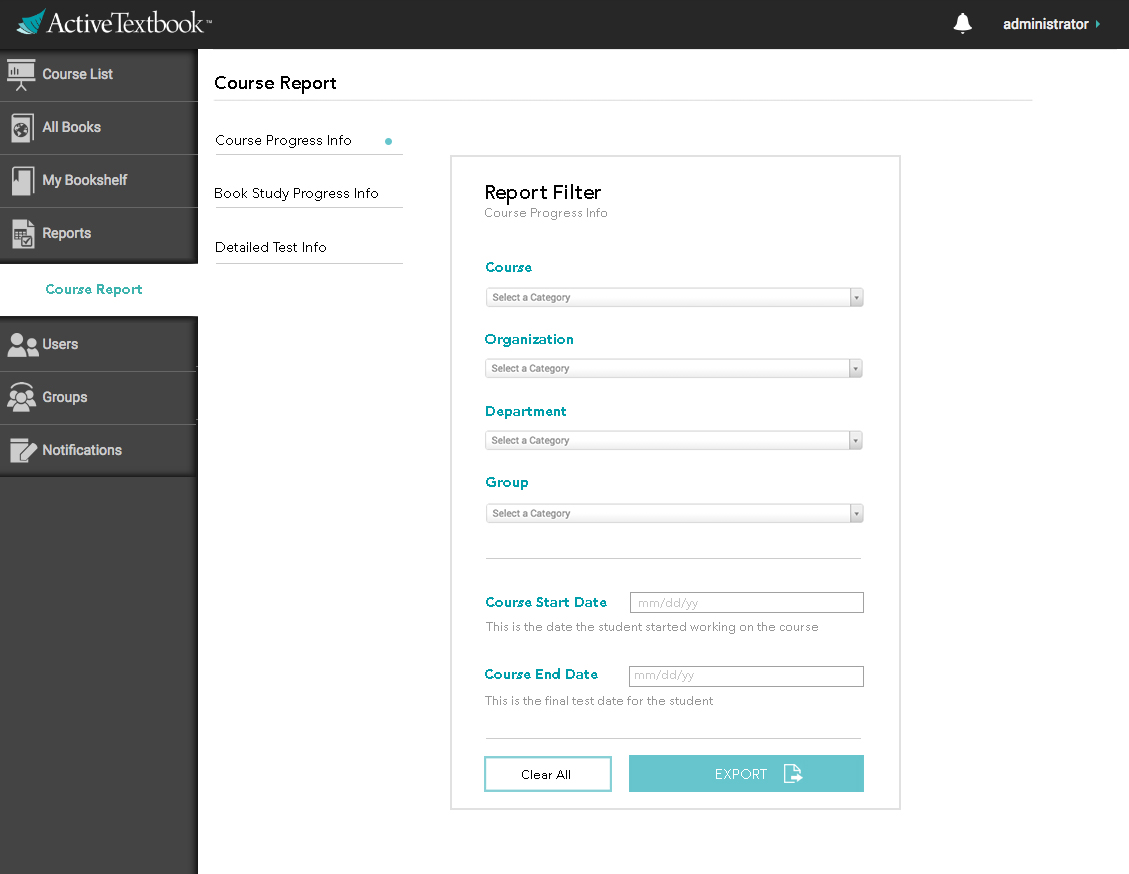 ActiveTextbook™
administrator
Course List
All Books
My Bookshelf
Reports
Course Report
Users
Groups
Notifications
Course Report
Course Progress Info
Book Study Progress Info
Detailed Test Info
Report Filter
Course Progress Info
Course
Select a Category
Organization
Select a Category
Department
Select a Category
Group
Select a Category
Course Start Date mm/dd/yy
This is the date the student started working on the course
Course End Date mm/dd/yy
This is the final test date for the student
Clear All EXPORT